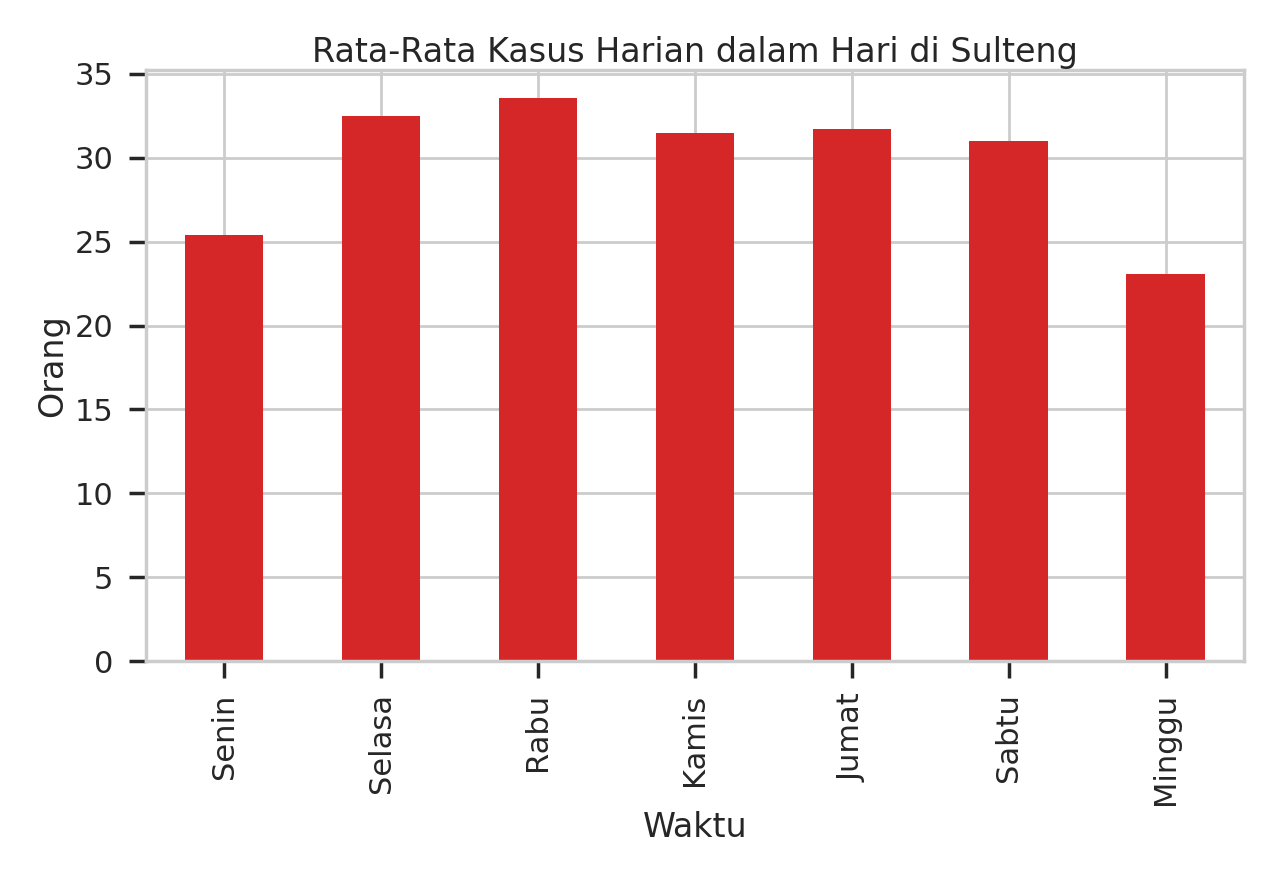 Rata-Rata Kasus Harian dalam Hari di Sulteng
Orang
35
30
25
20
15
10
5
0
Senin
Selasa
Rabu
Kamis
Jumat
Sabtu
Minggu
Waktu